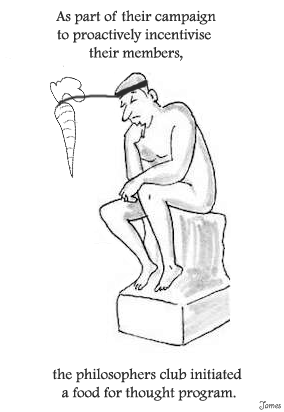 As part of their campaign
to proactively incentivise
their members,
the philosophers club initiated
a food for thought program.
James